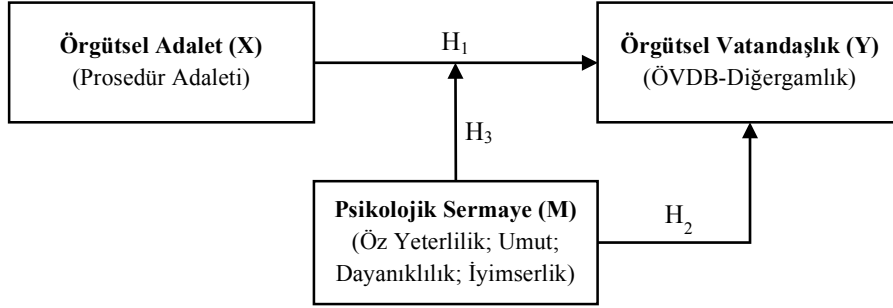 Örgütsel Adalet (X)
(Prosedür Adaleti)
H1
Örgütsel Vatandaşlık (Y)
(ÖVDB-Diğergamlık)
H3
Psikolojik Sermaye (M)
(Öz Yeterlilik; Umut;
Dayanıklılık; İyimserlik)
H2